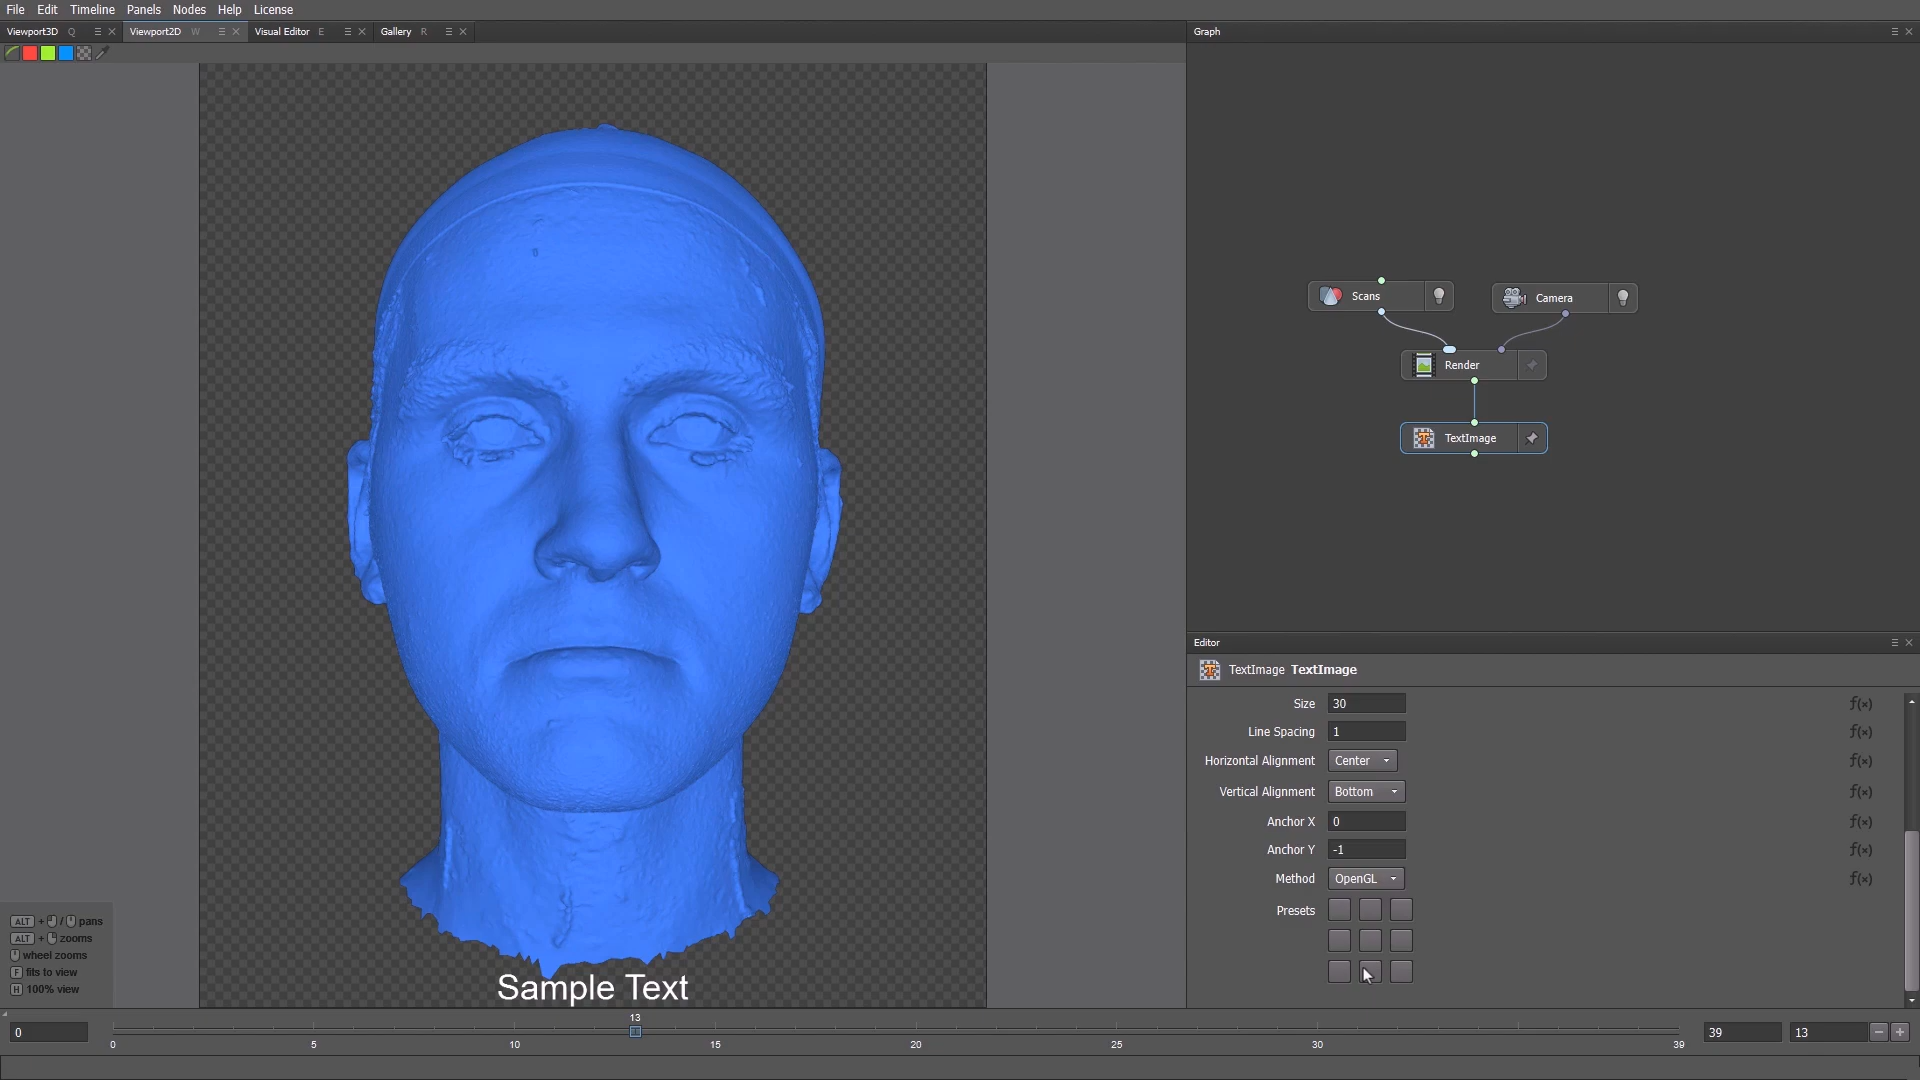 File Edit Timeline Panels Nodes Help License
Viewport3D Q
Viewport2D W
Visual Editor E
Gallery R
Graph
Scans
Camera
Render
TextImage
Editor
TextImage TextImage
Size 30 f(x)
Line Spacing 1 f(x)
Horizontal Alignment Center f(x)
Vertical Alignment Bottom f(x)
Anchor X 0 f(x)
Anchor Y -1 f(x)
Method OpenGL f(x)
Presets
ALT + / pans
ALT + zooms
wheel zooms
F fits to view
H 100% view
Sample Text
13
0 39 13
0 5 10 15 20 25 30 39